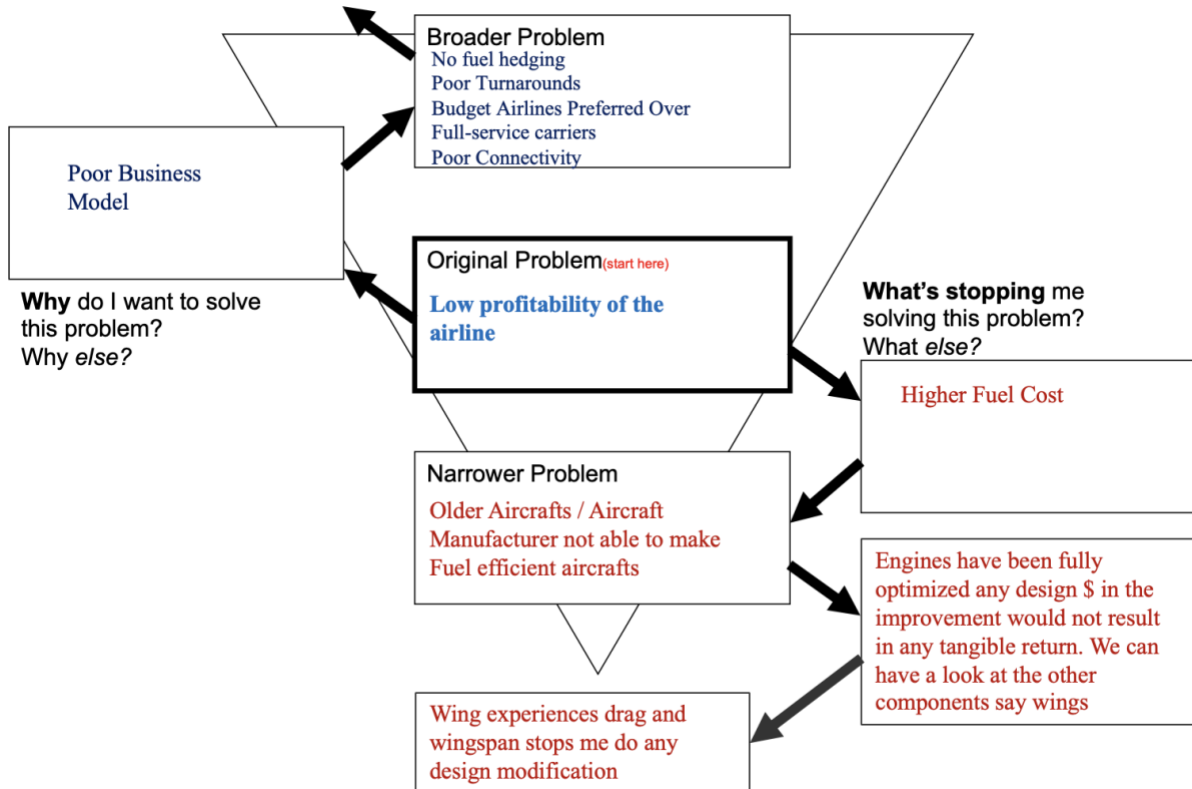 Broader Problem
No fuel hedging
Poor Turnarounds
Budget Airlines Preferred Over
Full-service carriers
Poor Connectivity
Poor Business
Model
Why do I want to solve
this problem?
Why else?
Original Problem(start here)
Low profitability of the
airline
What's stopping me
solving this problem?
What else?
Higher Fuel Cost
Narrower Problem
Older Aircrafts / Aircraft
Manufacturer not able to make
Fuel efficient aircrafts
Engines have been fully
optimized any design $ in the
improvement would not result
in any tangible return. We can
have a look at the other
components say wings
Wing experiences drag and
wingspan stops me do any
design modification